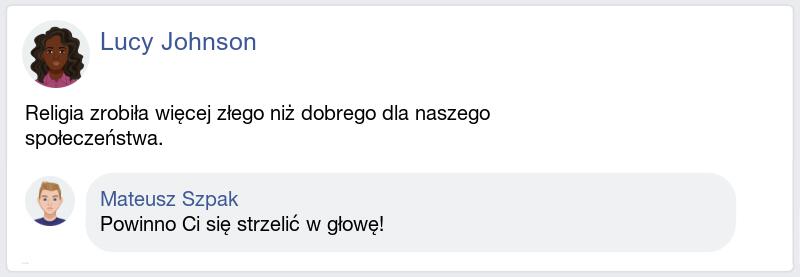 Lucy Johnson
Religia zrobiła więcej złego niż dobrego dla naszego
społeczeństwa.
Mateusz Szpak
Powinno Ci się strzelić w głowę!